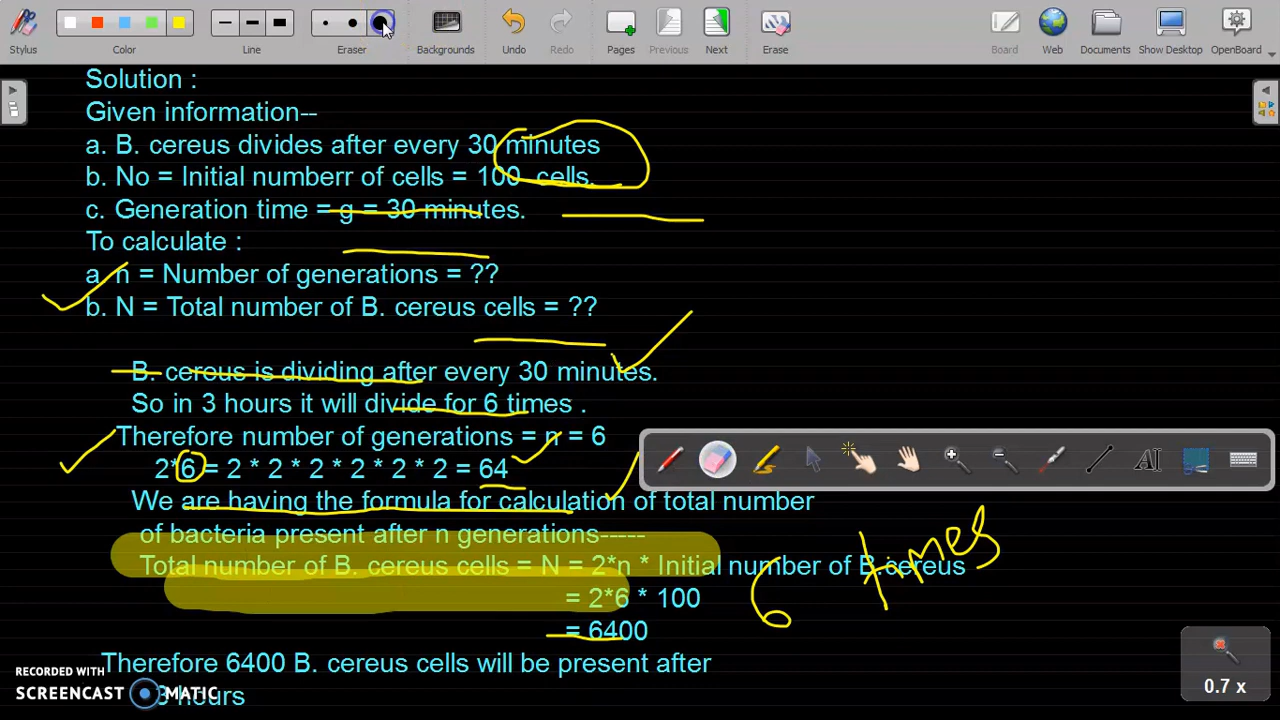 Stylus Color Line Eraser Backgrounds Undo Redo Pages Previous Next Erase Board Web Documents Show Desktop OpenBoard
Solution :
Given information--
a. B. cereus divides after every 30 minutes
b. No = Initial numberr of cells = 100 cells.
c. Generation time = g = 30 minutes.
To calculate :
a. n = Number of generations = ??
b. N = Total number of B. cereus cells = ??
B. cereus is dividing after every 30 minutes.
So in 3 hours it will divide for 6 times .
Therefore number of generations = n = 6
2*6 = 2 * 2 * 2 * 2 * 2 * 2 = 64
We are having the formula for calculation of total number
of bacteria present after n generations-----
Total number of B. cereus cells = N = 2*n * Initial number of B.cereus
= 2*6 * 100
6 times
= 6400
Therefore 6400 B. cereus cells will be present after
3 hours
RECORDED WITH
SCREENCAST MATIC
0.7 x